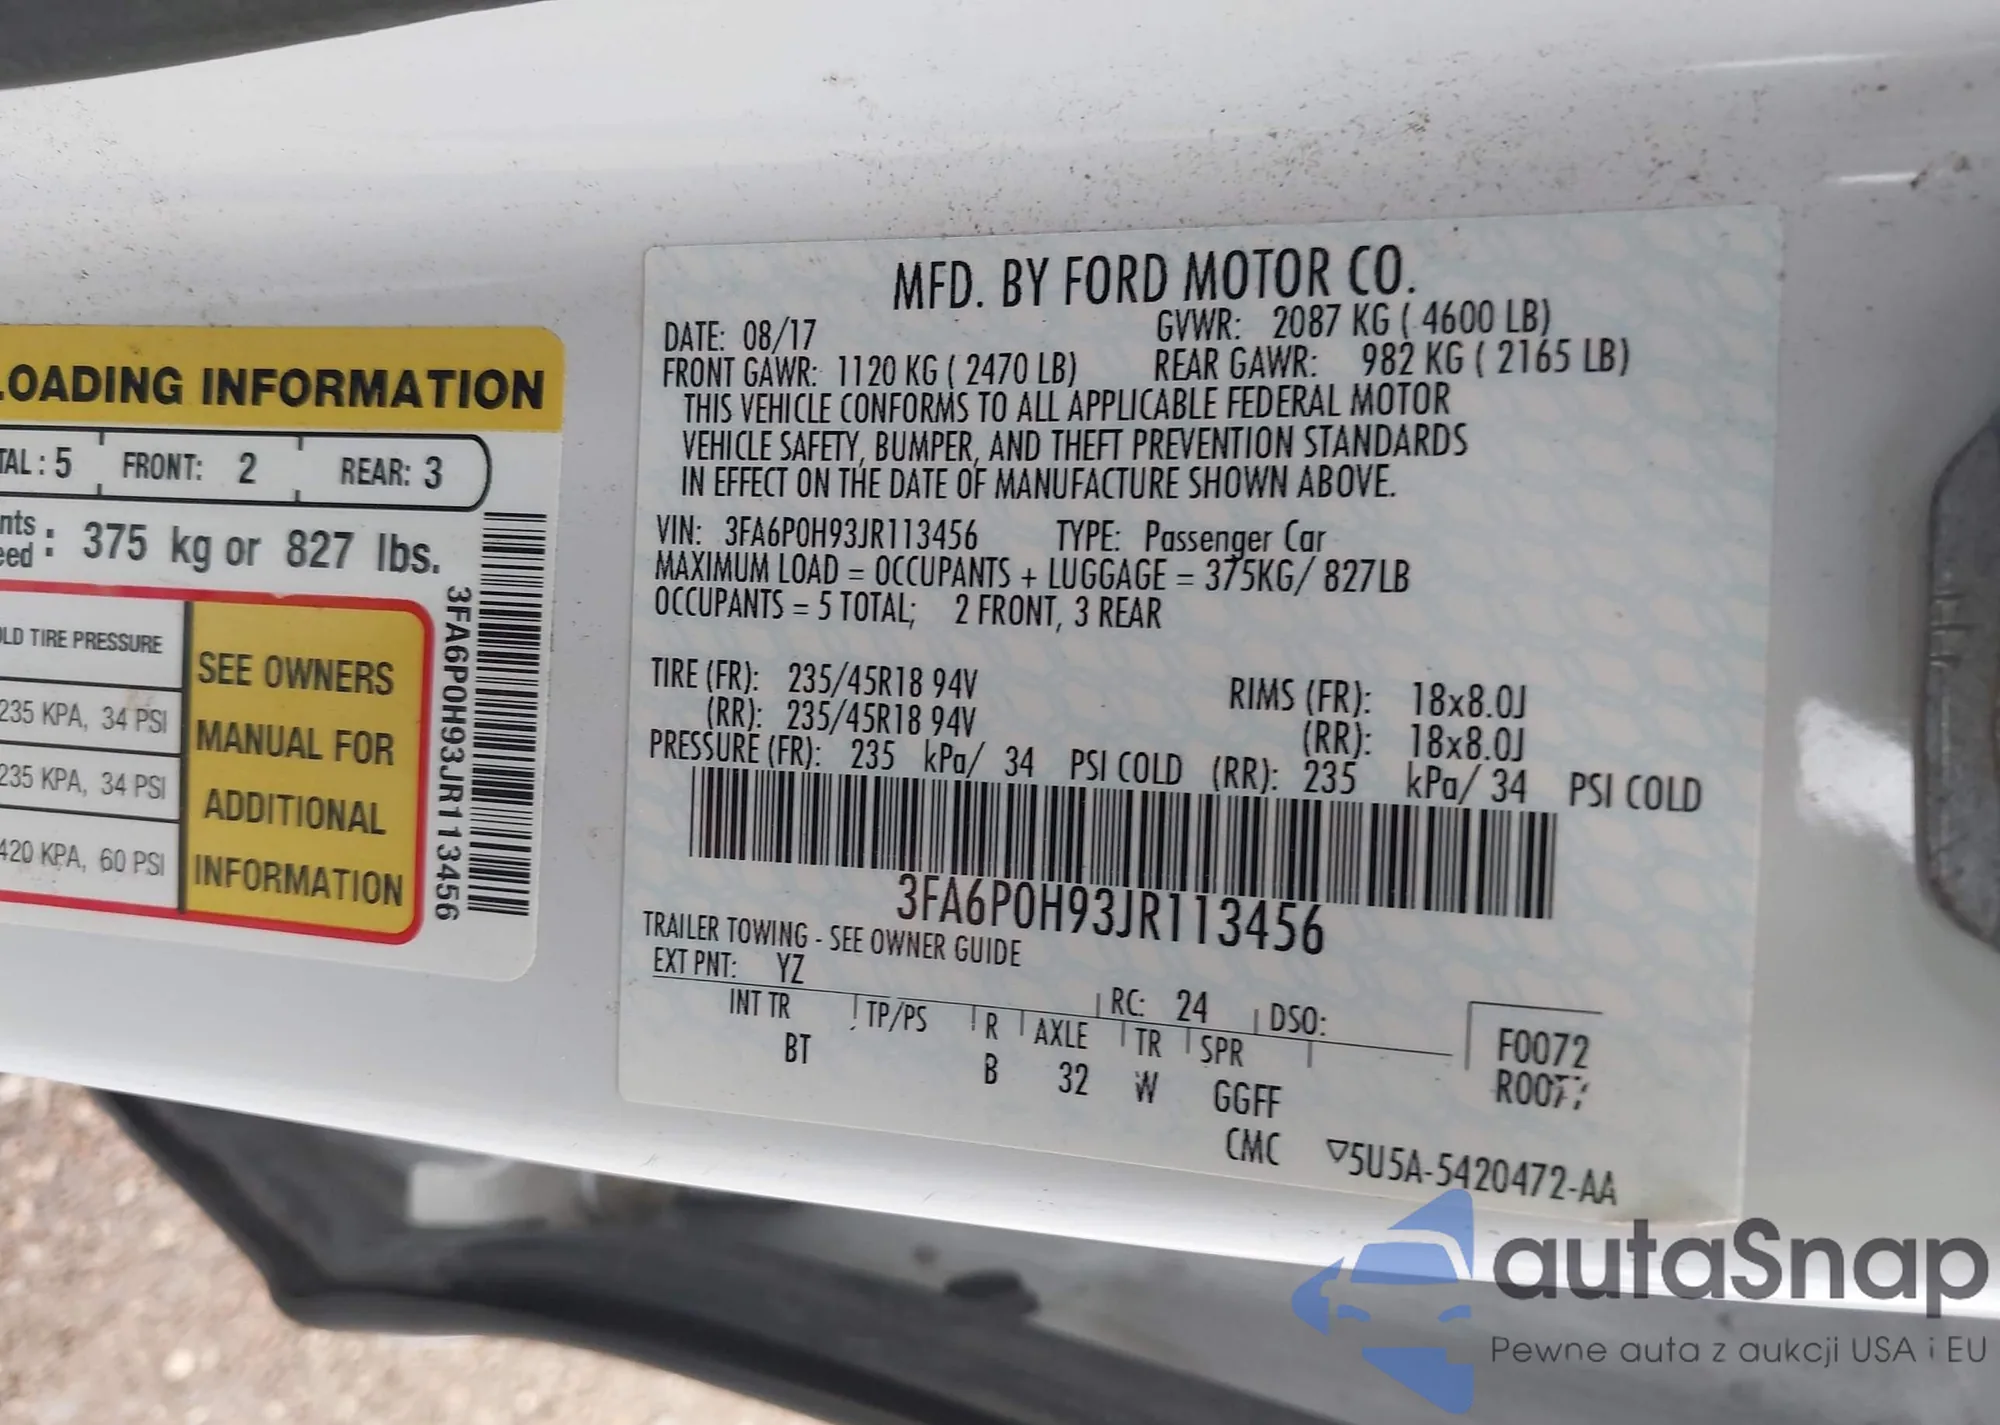 LOADING INFORMATION
TAL : 5 FRONT: 2 REAR: 3
nts
eed : 375 kg or 827 lbs.
LD TIRE PRESSURE
235 KPA, 34 PSI
235 KPA, 34 PSI
420 KPA, 60 PSI
SEE OWNERS
MANUAL FOR
ADDITIONAL
INFORMATION
3FA6P0H93JR113456
MFD. BY FORD MOTOR CO.
DATE: 08/17 GVWR: 2087 KG ( 4600 LB)
FRONT GAWR: 1120 KG ( 2470 LB) REAR GAWR: 982 KG ( 2165 LB)
THIS VEHICLE CONFORMS TO ALL APPLICABLE FEDERAL MOTOR
VEHICLE SAFETY, BUMPER, AND THEFT PREVENTION STANDARDS
IN EFFECT ON THE DATE OF MANUFACTURE SHOWN ABOVE.
VIN: 3FA6P0H93JR113456 TYPE: Passenger Car
MAXIMUM LOAD = OCCUPANTS + LUGGAGE = 375KG/ 827LB
OCCUPANTS = 5 TOTAL; 2 FRONT, 3 REAR
TIRE (FR): 235/45R18 94V RIMS (FR): 18x8.0J
(RR): 235/45R18 94V (RR): 18x8.0J
PRESSURE (FR): 235 kPa/ 34 PSI COLD (RR): 235 kPa/ 34 PSI COLD
3FA6P0H93JR113456
TRAILER TOWING - SEE OWNER GUIDE
EXT PNT: YZ RC: 24 DSO:
INT TR TP/PS R AXLE TR SPR F0072
BT B 32 W GGFF
CMC ▽5U5A-5420472-AA
autaSnap
Pewne auta z aukcji USA i EU